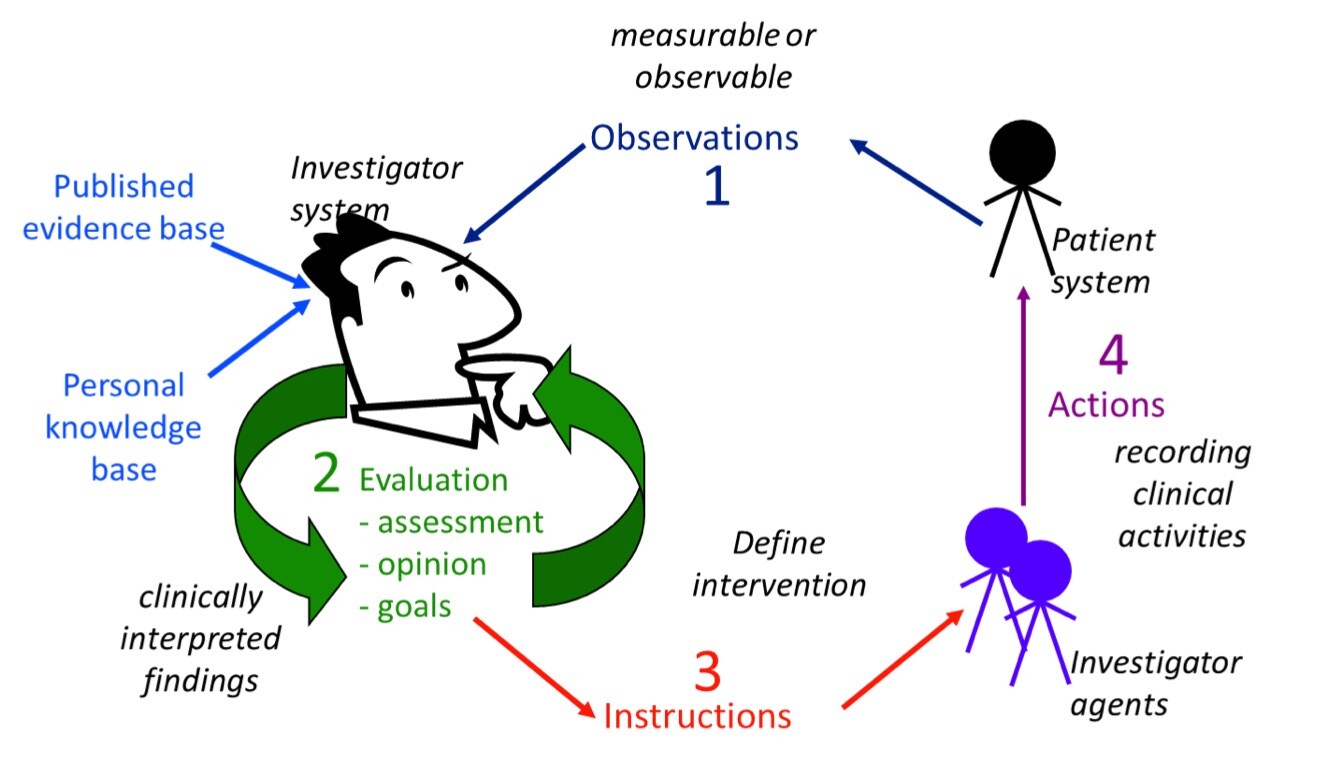 measurable or
observable
Observations
1
Investigator
system
Published
evidence base
Patient
system
Personal
knowledge
base
4
Actions
recording
clinical
activities
2 Evaluation
- assessment
- opinion
- goals
clinically
interpreted
findings
Define
intervention
3
Instructions
Investigator
agents